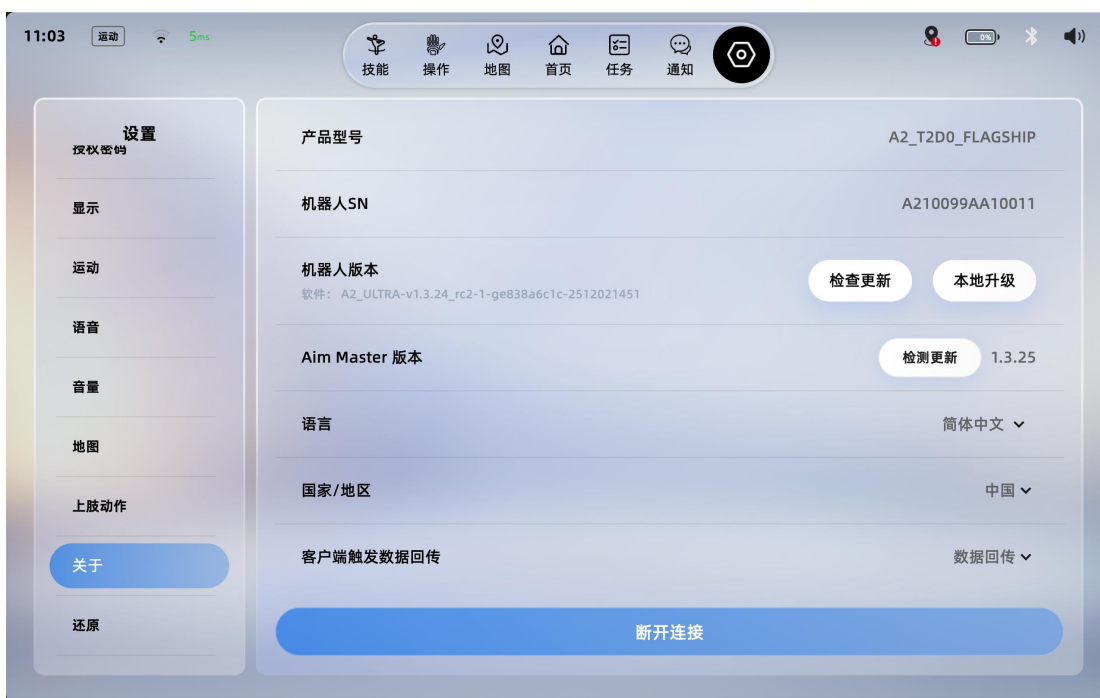 11:03 运动 5ms 0%
技能 操作 地图 首页 任务 通知
设置
授权密码
显示
运动
语音
音量
地图
上肢动作
关于
还原
产品型号 A2_T2D0_FLAGSHIP
机器人SN A210099AA10011
机器人版本
软件： A2_ULTRA-v1.3.24_rc2-1-ge838a6c1c-2512021451
检查更新 本地升级
Aim Master 版本 检测更新 1.3.25
语言 简体中文
国家/地区 中国
客户端触发数据回传 数据回传
断开连接